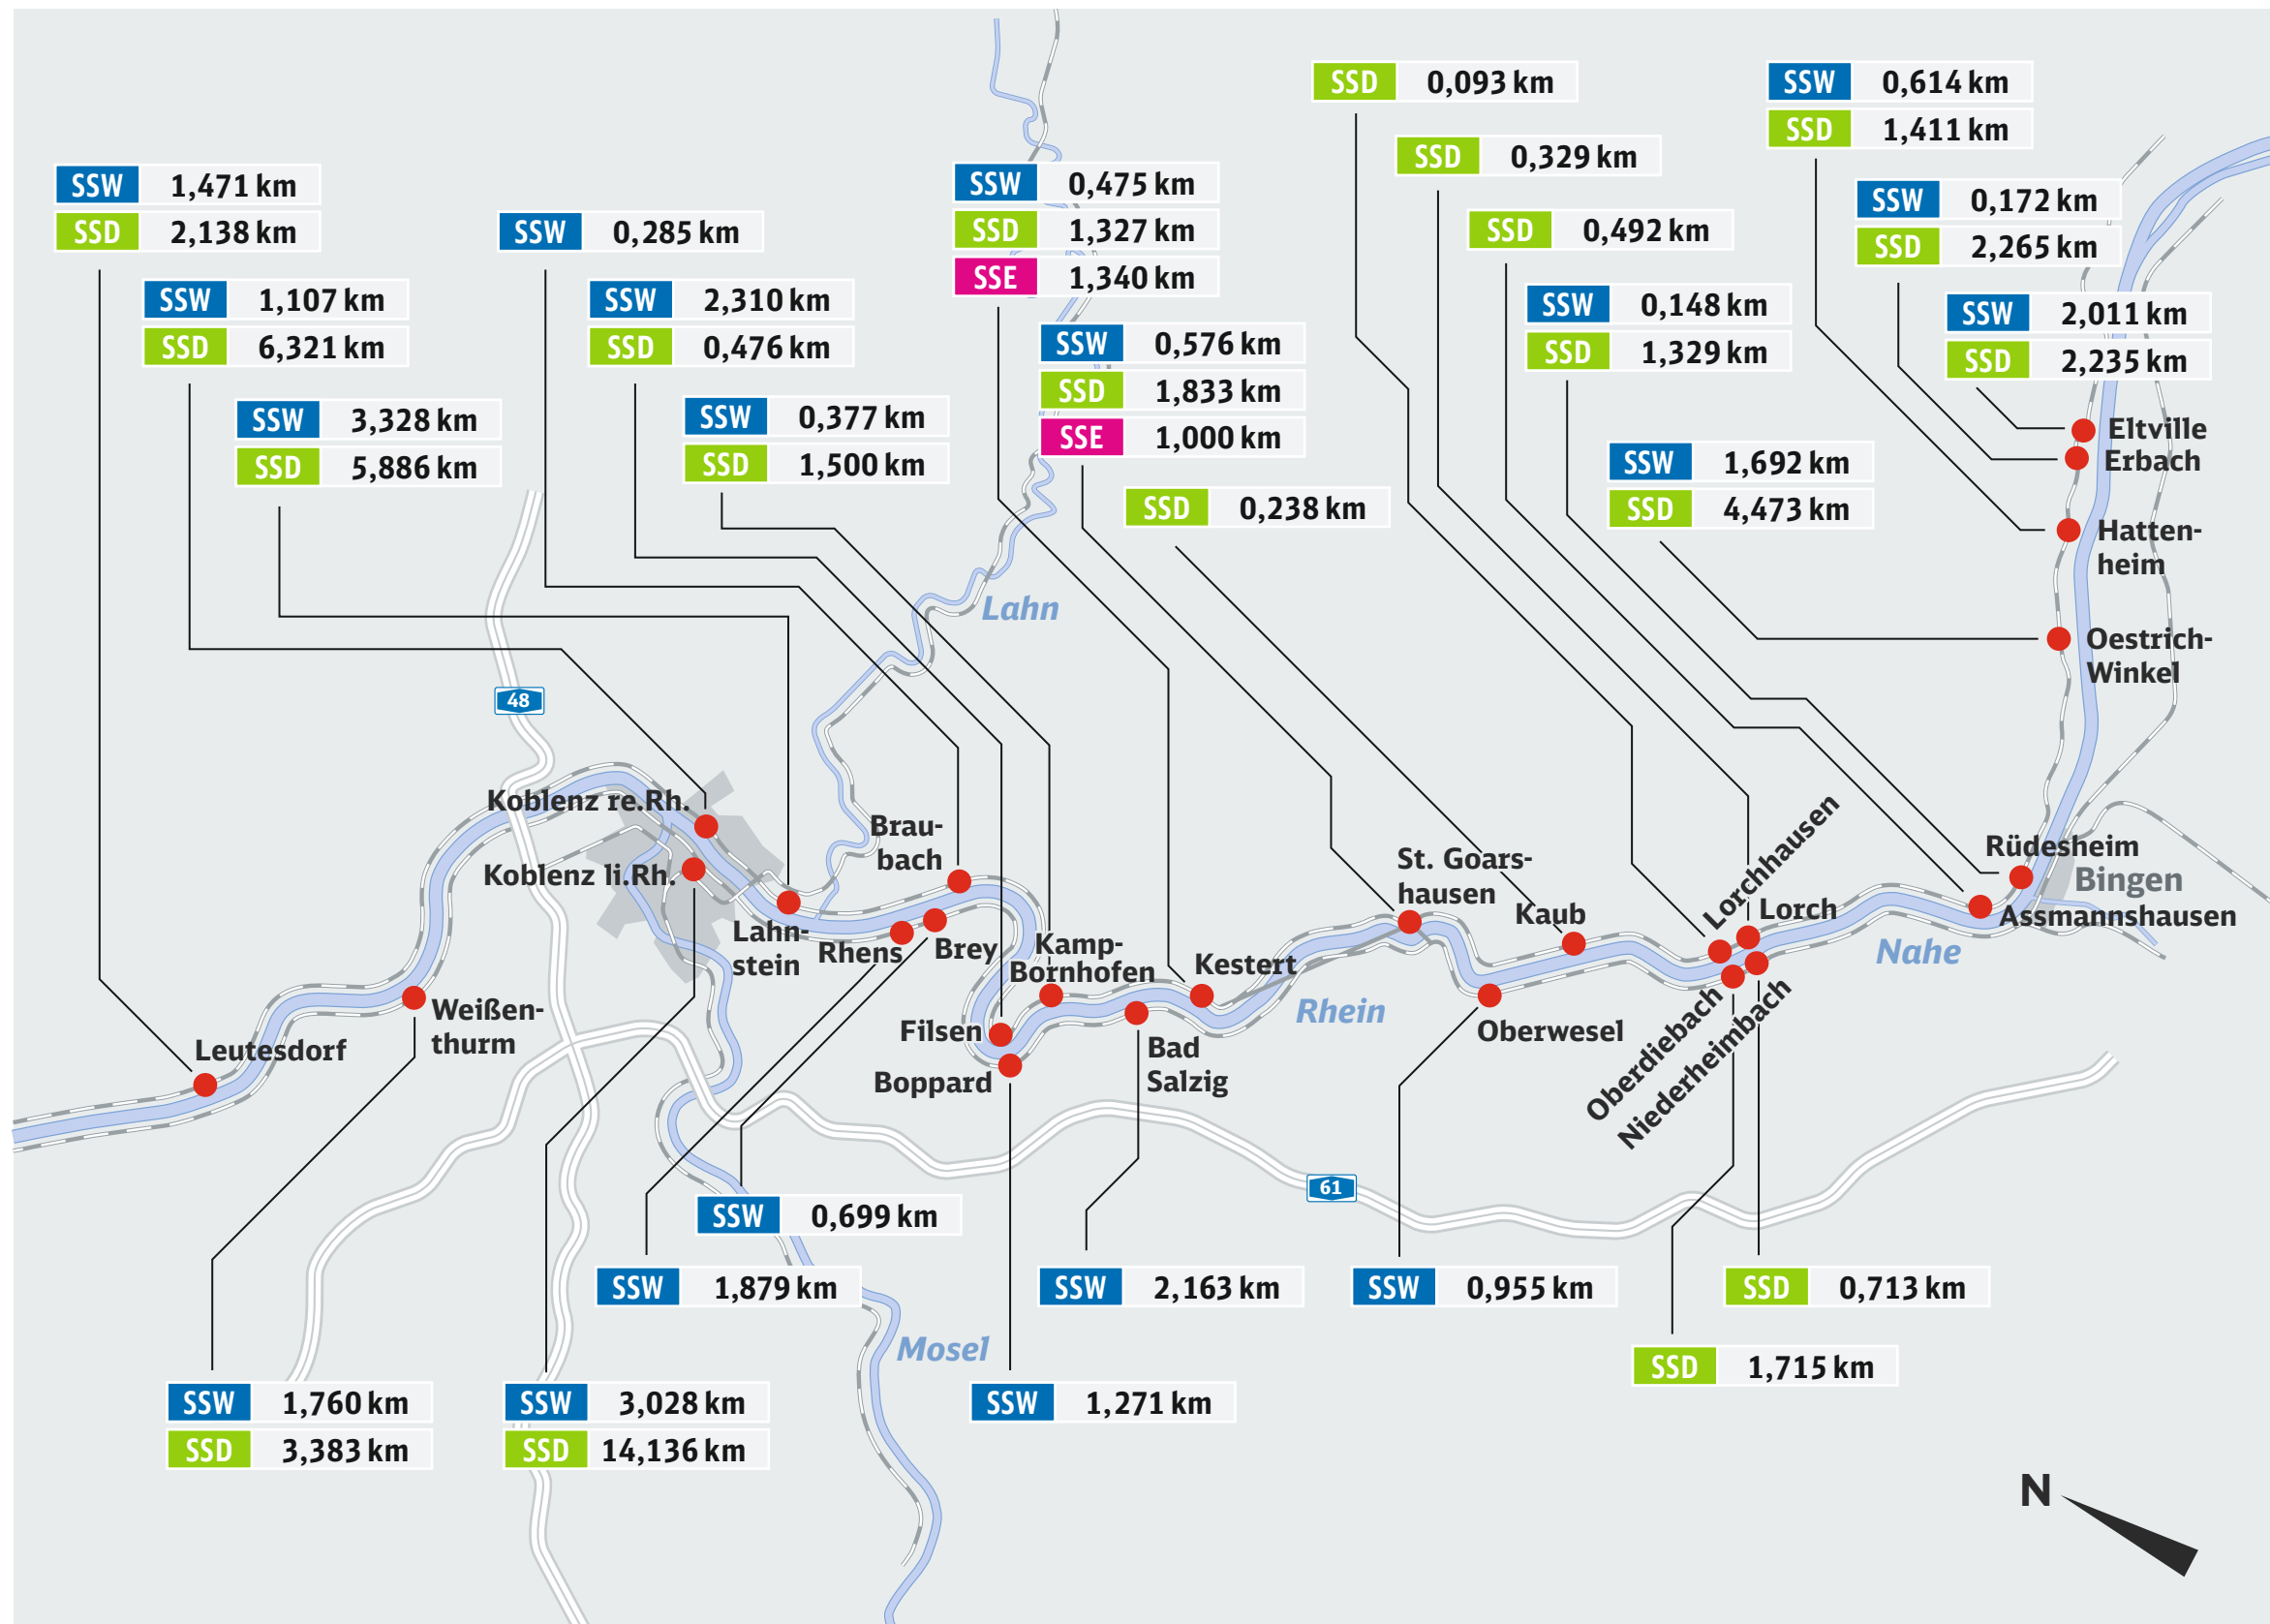 SSD 0,093 km
SSW 0,614 km
SSD 1,411 km
SSD 0,329 km
SSW 1,471 km
SSD 2,138 km
SSW 0,285 km
SSW 0,475 km
SSD 1,327 km
SSE 1,340 km
SSD 0,492 km
SSW 0,172 km
SSD 2,265 km
SSW 1,107 km
SSD 6,321 km
SSW 2,310 km
SSD 0,476 km
SSW 0,576 km
SSD 1,833 km
SSE 1,000 km
SSW 0,148 km
SSD 1,329 km
SSW 2,011 km
SSD 2,235 km
SSW 3,328 km
SSD 5,886 km
SSW 0,377 km
SSD 1,500 km
SSD 0,238 km
SSW 1,692 km
SSD 4,473 km
Eltville
Erbach
Hatten-
heim
Oestrich-
Winkel
Lahn
48
Koblenz re.Rh.
Koblenz li.Rh.
Brau-
bach
Lahn-
stein
Rhens
Brey
Kamp-
Bornhofen
Kestert
St. Goars-
hausen
Kaub
Lorchhausen
Lorch
Rüdesheim
Bingen
Assmannshausen
Nahe
Rhein
Weißen-
thurm
Leutesdorf
Filsen
Boppard
Bad
Salzig
Oberwesel
Oberdiebach
Niederheimbach
61
SSW 0,699 km
SSW 1,879 km
SSW 2,163 km
SSW 0,955 km
SSD 0,713 km
Mosel
SSD 1,715 km
SSW 1,760 km
SSD 3,383 km
SSW 3,028 km
SSD 14,136 km
SSW 1,271 km
N